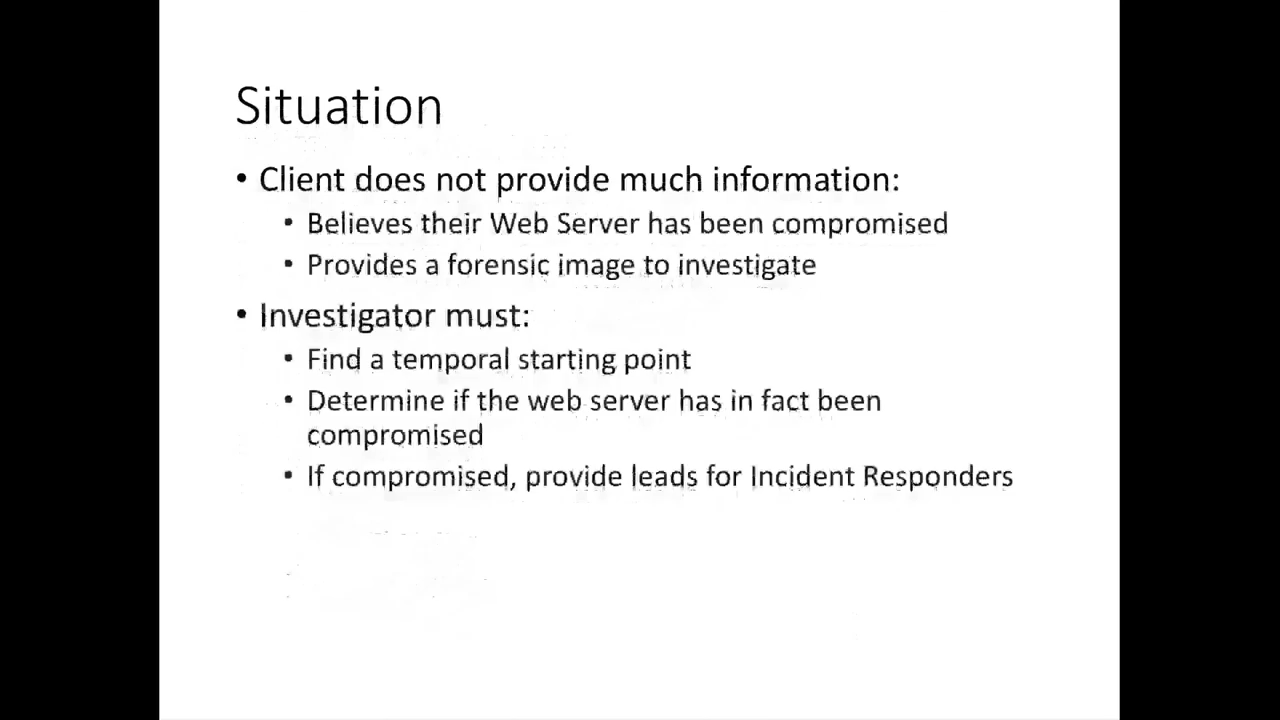 Situation
• Client does not provide much information:
• Believes their Web Server has been compromised
• Provides a forensic image to investigate
• Investigator must:
• Find a temporal starting point
• Determine if the web server has in fact been
compromised
• If compromised, provide leads for Incident Responders